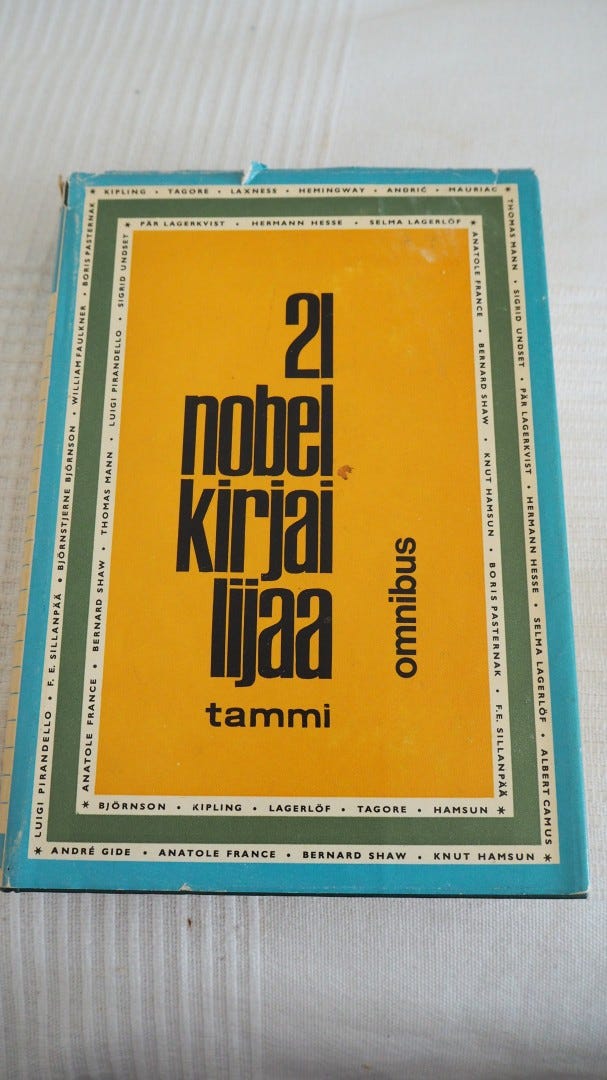 * KIPLING • TAGORE • LAXNESS • HEMINGWAY • ANDRIĆ • MAURIAC *
THOMAS MANN • SIGRID UNDSET • PÄR LAGERKVIST • HERMANN HESSE • SELMA LAGERLÖF • ALBERT CAMUS
* ANDRÉ GIDE • ANATOLE FRANCE • BERNARD SHAW • KNUT HAMSUN *
LUIGI PIRANDELLO • F. E. SILLANPÄÄ • BJÖRNSTJERNE BJÖRNSON • WILLIAM FAULKNER • BORIS PASTERNAK
* PÄR LAGERKVIST • HERMANN HESSE • SELMA LAGERLÖF *
ANATOLE FRANCE • BERNARD SHAW • KNUT HAMSUN • BORIS PASTERNAK • F. E. SILLANPÄÄ
* BJÖRNSON • KIPLING • LAGERLÖF • TAGORE • HAMSUN *
ANATOLE FRANCE • BERNARD SHAW • THOMAS MANN • LUIGI PIRANDELLO • SIGRID UNDSET
21
nobel
kirjai
lijaa
tammi
omnibus